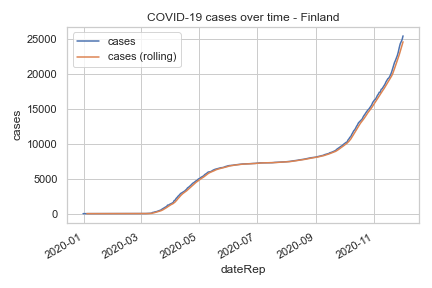 COVID-19 cases over time - Finland
cases
cases (rolling)
25000
20000
15000
10000
5000
0
cases
2020-01
2020-03
2020-05
2020-07
2020-09
2020-11
dateRep